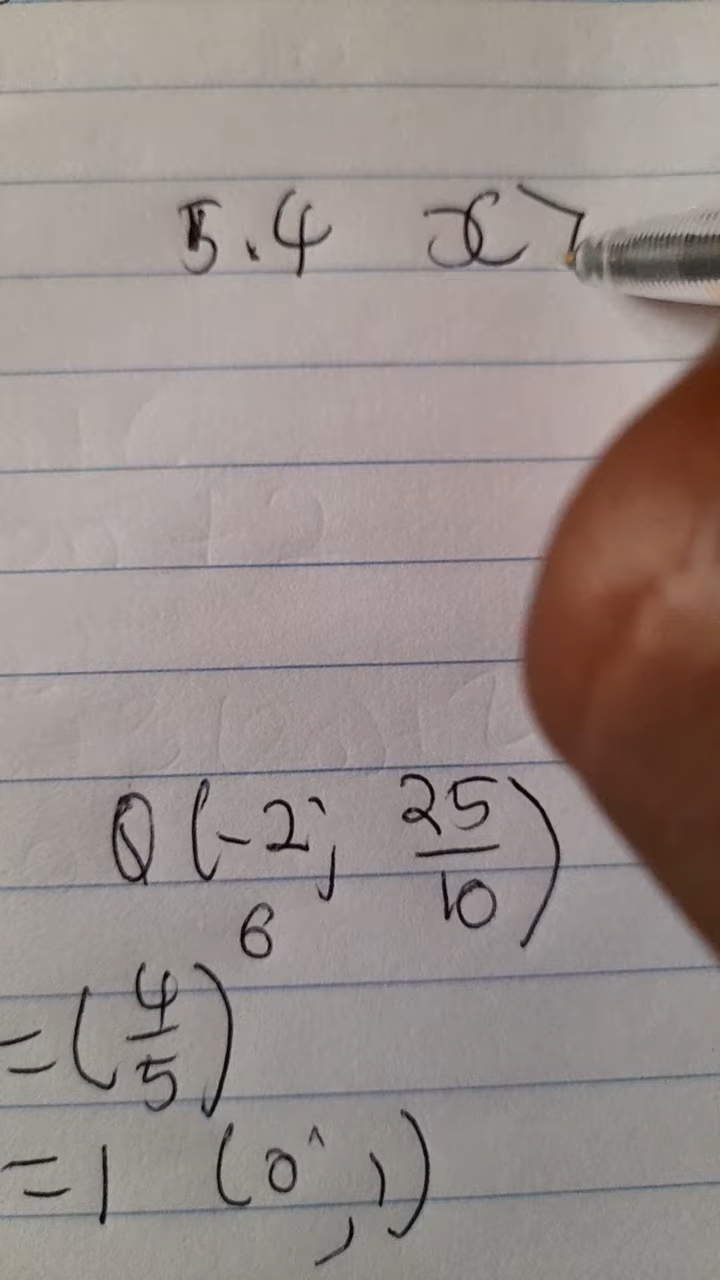 5.4 x>
Q (-2; 25/10)
6
= (4/5)
= 1 (0; 1)